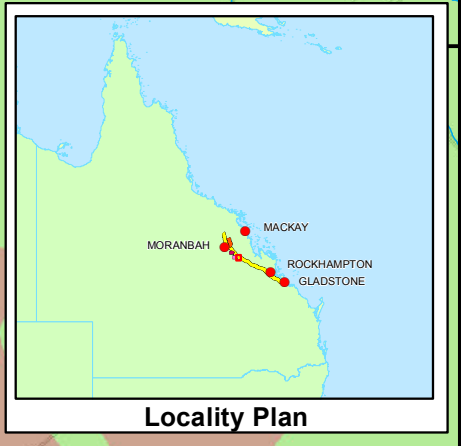 MACKAY
MORANBAH
ROCKHAMPTON
GLADSTONE
Locality Plan